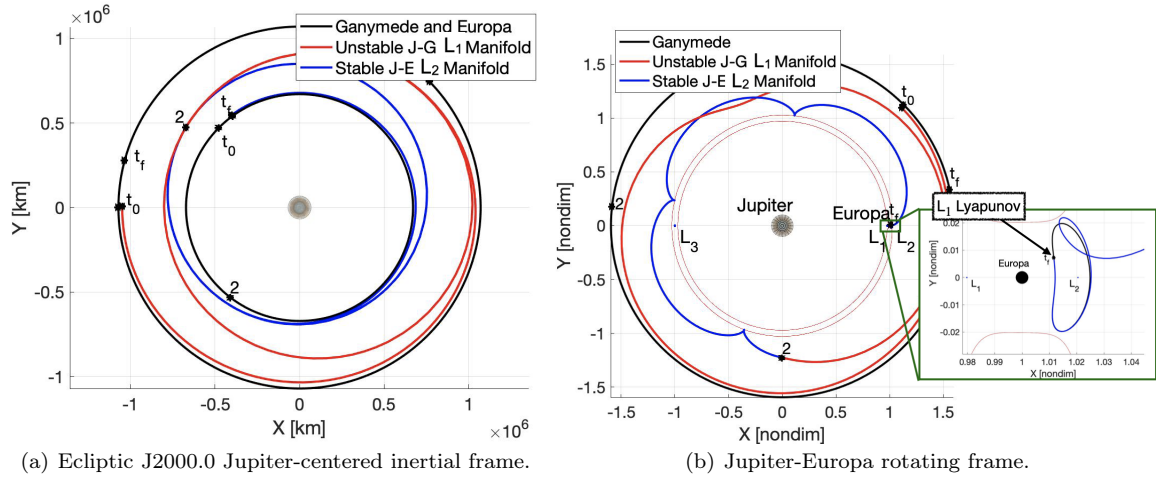 ×10⁶
Ganymede and Europa
Unstable J-G L₁ Manifold
Stable J-E L₂ Manifold
1
0.5
0
-0.5
-1
Y [km]
2
t_f
t_0
t_f
t_0
2
-1
-0.5
0
0.5
1
X [km]
×10⁶
(a) Ecliptic J2000.0 Jupiter-centered inertial frame.
Ganymede
Unstable J-G L₁ Manifold
Stable J-E L₂ Manifold
1.5
1
0.5
0
-0.5
-1
-1.5
Y [nondim]
t_0
t_f
2
Jupiter
Europa
t_f
L₃
L₁
L₂
2
-1.5
-1
-0.5
0
0.5
1
1.5
X [nondim]
L₁ Lyapunov
0.02
0.01
0
-0.01
-0.02
Y [nondim]
t_f
Europa
L₁
L₂
0.98
0.99
1
1.01
1.02
1.03
1.04
X [nondim]
(b) Jupiter-Europa rotating frame.